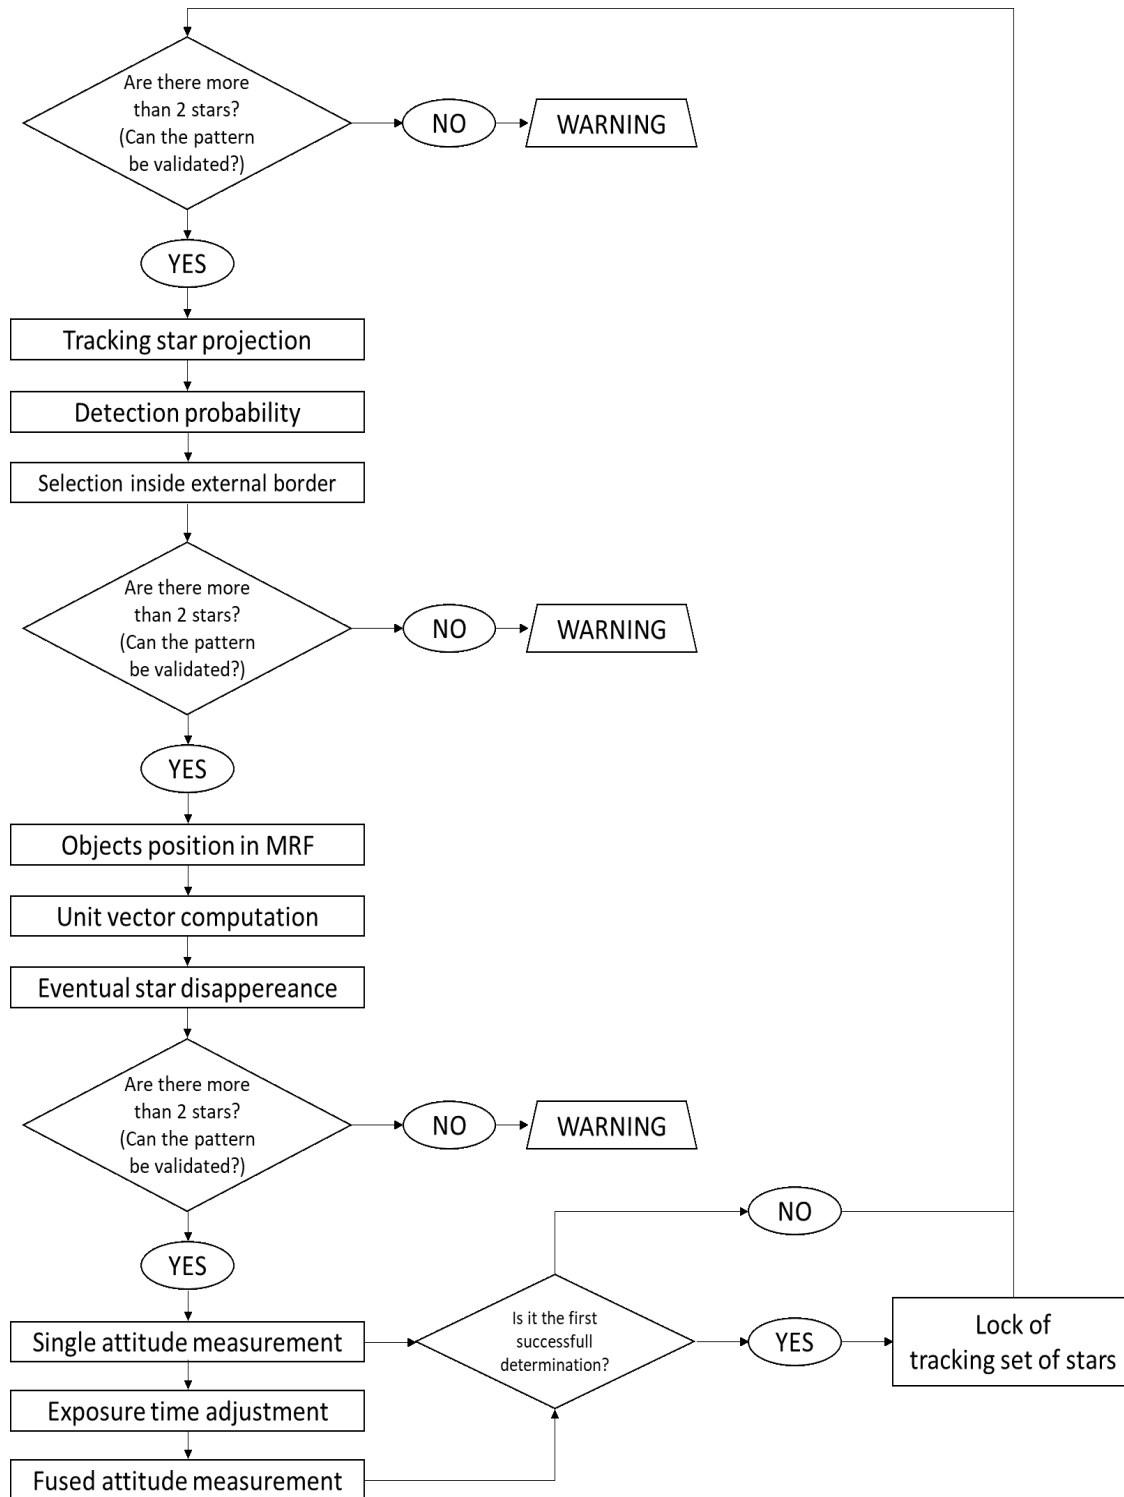 Are there more
than 2 stars?
(Can the pattern
be validated?)
NO
WARNING
YES
Tracking star projection
Detection probability
Selection inside external border
Are there more
than 2 stars?
(Can the pattern
be validated?)
NO
WARNING
YES
Objects position in MRF
Unit vector computation
Eventual star disappereance
Are there more
than 2 stars?
(Can the pattern
be validated?)
NO
WARNING
YES
NO
Single attitude measurement
Is it the first
successfull
determination?
YES
Lock of
tracking set of stars
Exposure time adjustment
Fused attitude measurement